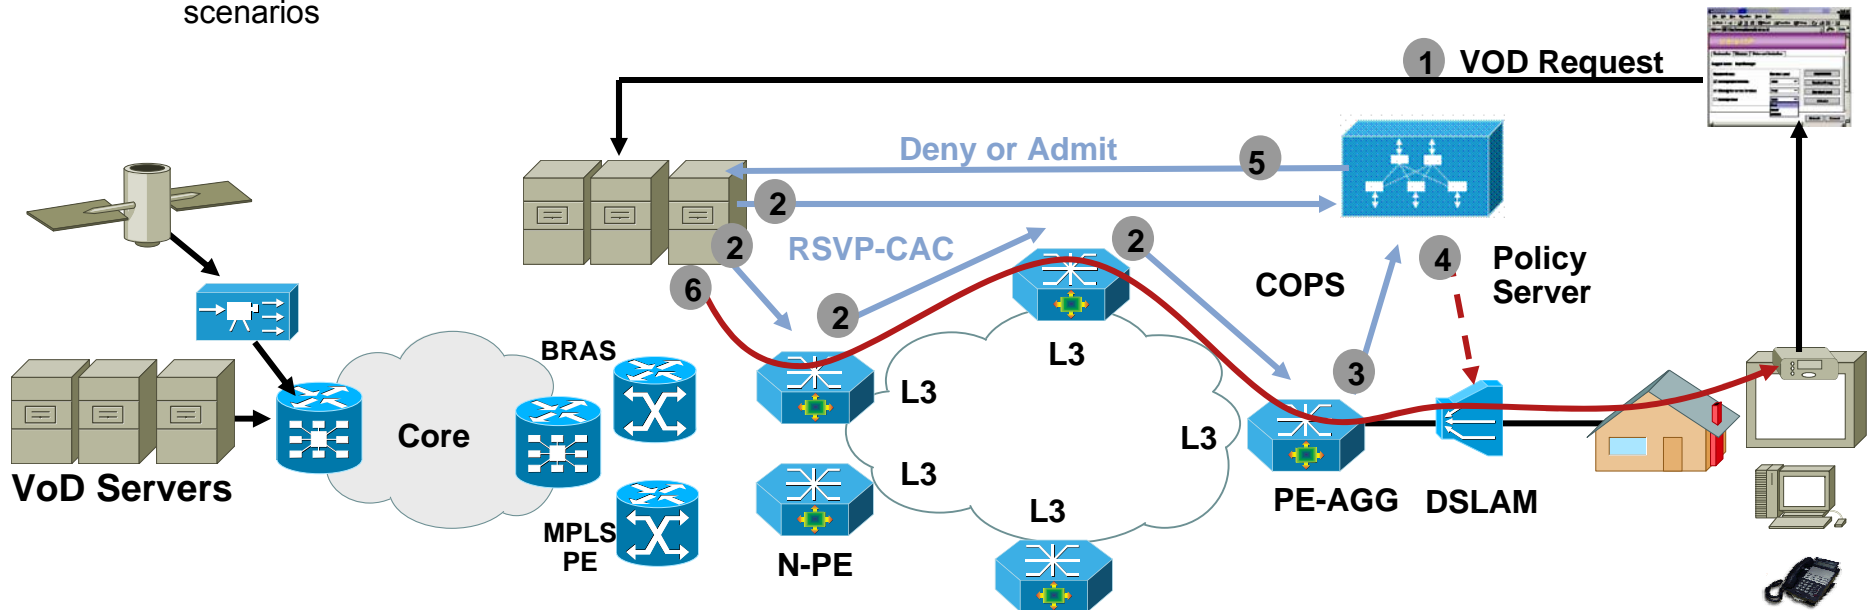 scenarios
1 VOD Request
Deny or Admit
5
2
2
RSVP-CAC
2
4
Policy
Server
6
2
COPS
3
BRAS
L3
L3
L3
L3
L3
Core
VoD Servers
MPLS
PE
N-PE
PE-AGG
DSLAM